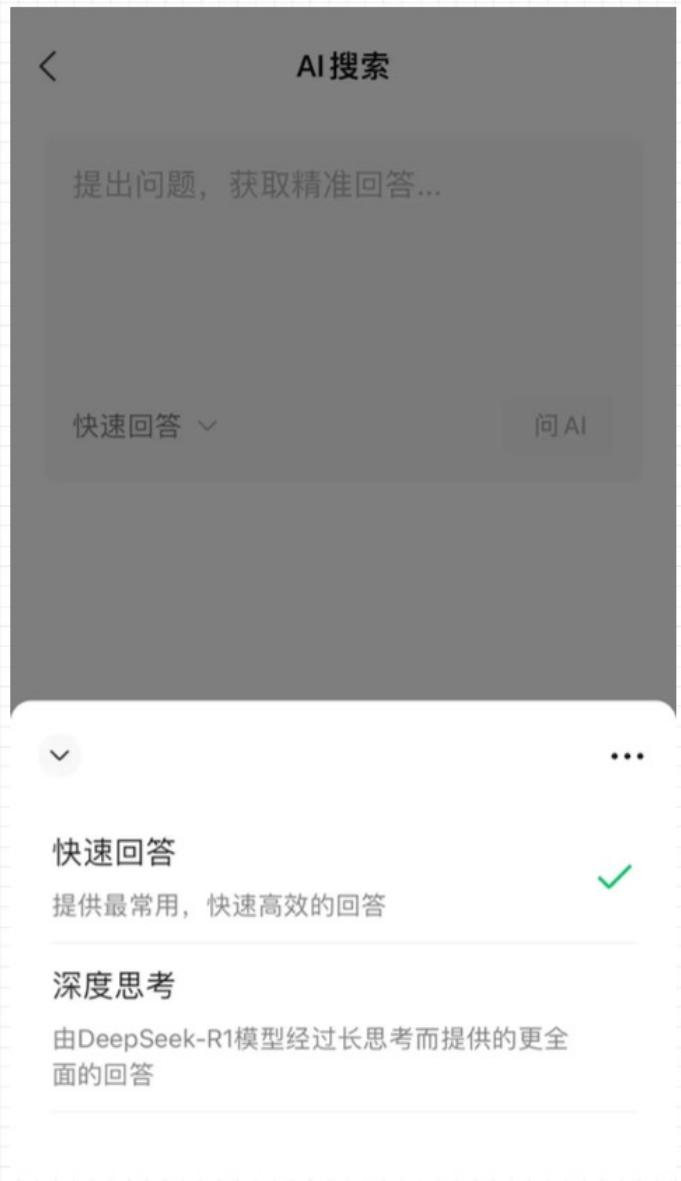 AI搜索
提出问题，获取精准回答...
快速回答
问AI
快速回答
提供最常用，快速高效的回答
深度思考
由DeepSeek-R1模型经过长思考而提供的更全
面的回答